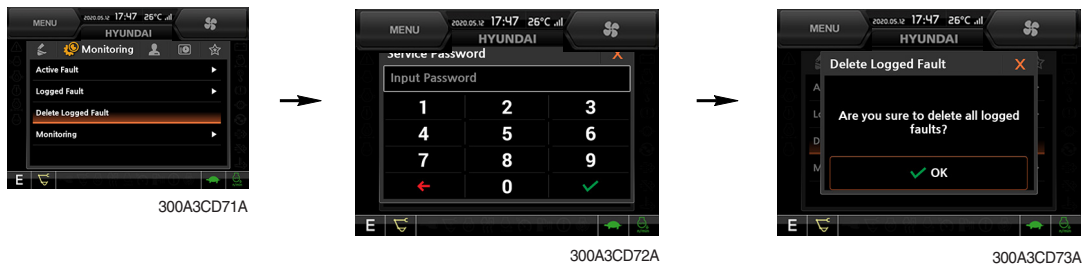 MENU
2020.05.12 17:47 26°C
HYUNDAI
Monitoring
Active Fault
Logged Fault
Delete Logged Fault
Monitoring
E
300A3CD71A
MENU
2020.05.12 17:47 26°C
HYUNDAI
Service Password X
Input Password
1 2 3
4 5 6
7 8 9
0
E
300A3CD72A
MENU
2020.05.12 17:47 26°C
HYUNDAI
Delete Logged Fault X
Are you sure to delete all logged
faults?
OK
E
300A3CD73A